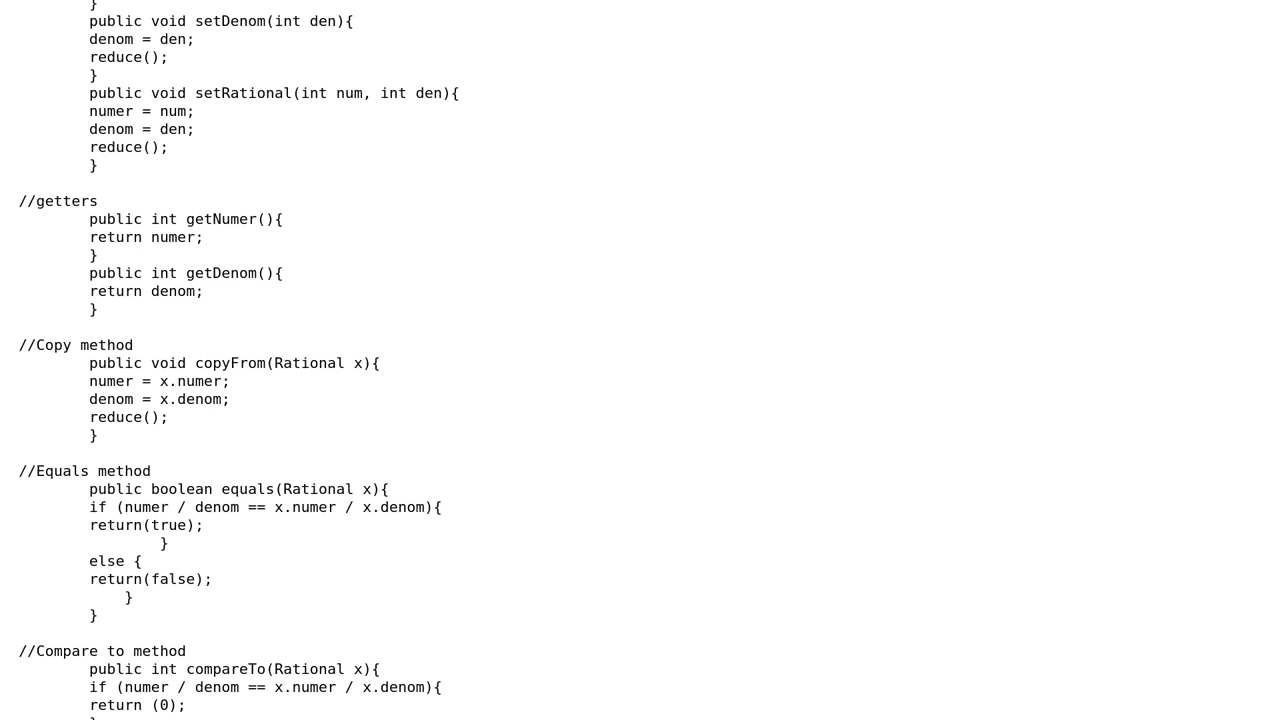 }
public void setDenom(int den){
denom = den;
reduce();
}
public void setRational(int num, int den){
numer = num;
denom = den;
reduce();
}
//getters
public int getNumer(){
return numer;
}
public int getDenom(){
return denom;
}
//Copy method
public void copyFrom(Rational x){
numer = x.numer;
denom = x.denom;
reduce();
}
//Equals method
public boolean equals(Rational x){
if (numer / denom == x.numer / x.denom){
return(true);
}
else {
return(false);
}
}
//Compare to method
public int compareTo(Rational x){
if (numer / denom == x.numer / x.denom){
return (0);
}